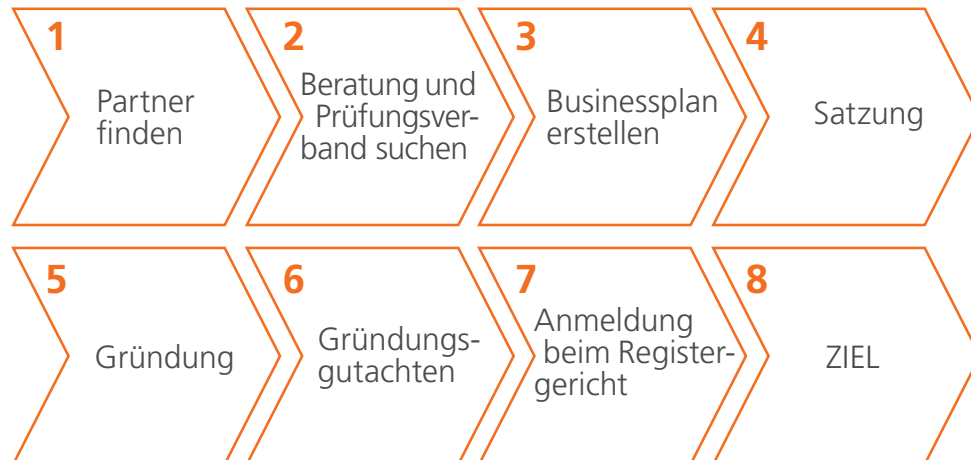 1
Partner
finden
2
Beratung und
Prüfungsver-
band suchen
3
Businessplan
erstellen
4
Satzung
5
Gründung
6
Gründungs-
gutachten
7
Anmeldung
beim Register-
gericht
8
ZIEL